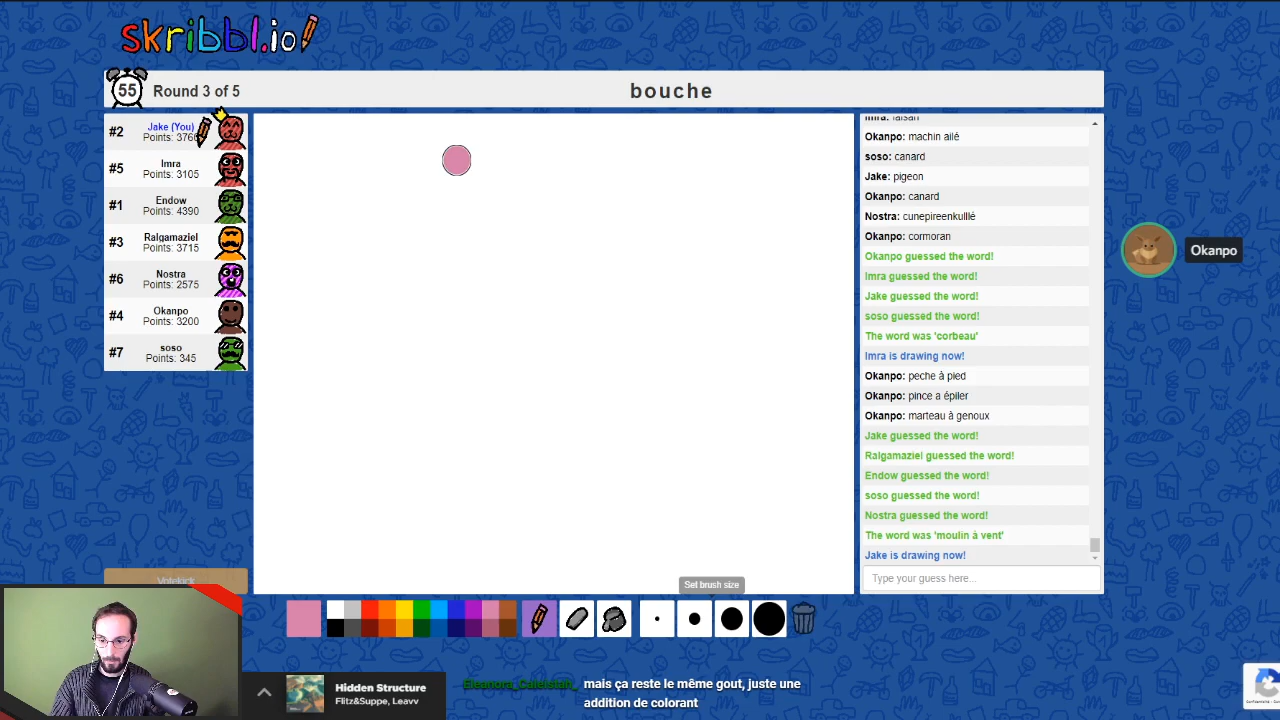 skribbl.io
55
Round 3 of 5
bouche
#2
Jake (You)
Points: 3766
#5
Imra
Points: 3105
#1
Endow
Points: 4390
#3
Ralgamaziel
Points: 3715
#6
Nostra
Points: 2575
#4
Okanpo
Points: 3200
#7
soso
Points: 345
Votekick
Imra: faisan
Okanpo: machin ailé
soso: canard
Jake: pigeon
Okanpo: canard
Nostra: cunepireenkulllé
Okanpo: cormoran
Okanpo guessed the word!
Imra guessed the word!
Jake guessed the word!
soso guessed the word!
The word was 'corbeau'
Imra is drawing now!
Okanpo: peche à pied
Okanpo: pince a épiler
Okanpo: marteau à genoux
Jake guessed the word!
Ralgamaziel guessed the word!
Endow guessed the word!
soso guessed the word!
Nostra guessed the word!
The word was 'moulin à vent'
Jake is drawing now!
Type your guess here...
Okanpo
Set brush size
Hidden Structure
Flitz&Suppe, Leavv
mais ça reste le même gout, juste une
addition de colorant